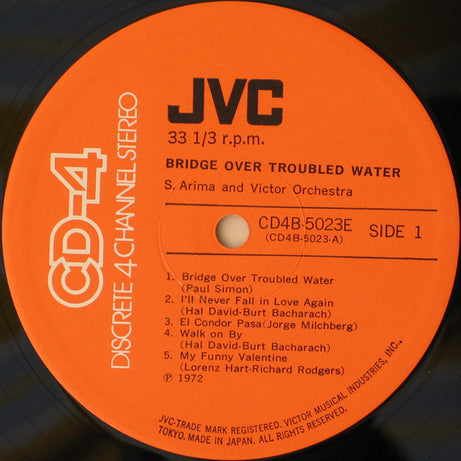 JVC
33 1/3 r.p.m.
BRIDGE OVER TROUBLED WATER
S. Arima and Victor Orchestra
CD4B-5023E
(CD4B-5023-A)
SIDE 1
CD-4
DISCRETE 4 CHANNEL STEREO
1. Bridge Over Troubled Water
(Paul Simon)
2. I'll Never Fall in Love Again
(Hal David-Burt Bacharach)
3. El Condor Pasa(Jorge Milchberg)
4. Walk on By
(Hal David-Burt Bacharach)
5. My Funny Valentine
(Lorenz Hart-Richard Rodgers)
℗ 1972
JVC-TRADE MARK REGISTERED. VICTOR MUSICAL INDUSTRIES, INC.,
TOKYO. MADE IN JAPAN. ALL RIGHTS RESERVED.